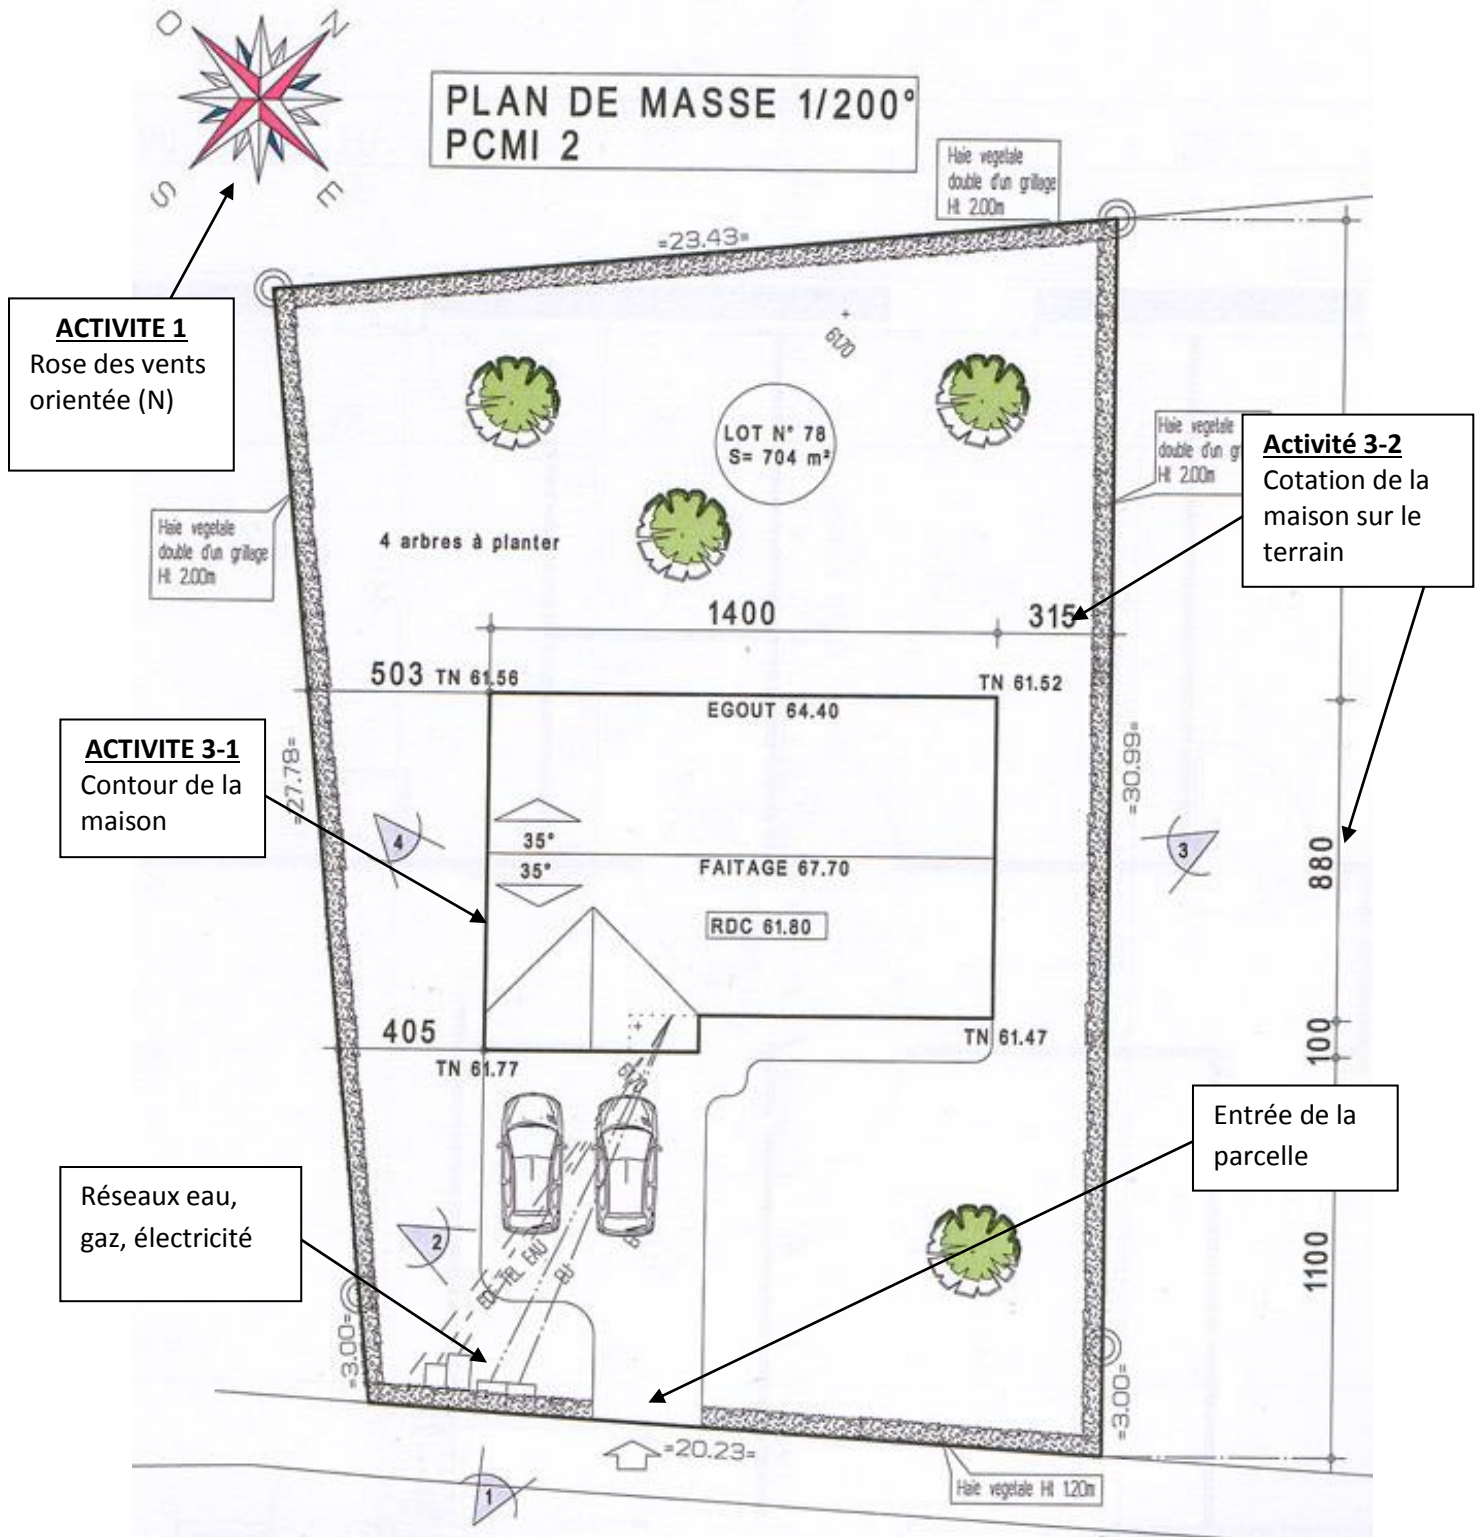 O
N
PLAN DE MASSE 1/200°
PCMI 2
S
E
Haie vegetale
double d'un grillage
Ht 2.00m
=23.43=
ACTIVITE 1
Rose des vents
orientée (N)
61.70
LOT N° 78
S= 704 m²
Haie vegetale
double d'un gr
Ht 2.00m
Activité 3-2
Cotation de la
maison sur le
terrain
Haie vegetale
double d'un grillage
Ht 2.00m
4 arbres à planter
1400
315
503
TN 61.56
TN 61.52
EGOUT 64.40
ACTIVITE 3-1
Contour de la
maison
=27.78=
=30.99=
4
35°
35°
FAITAGE 67.70
3
880
RDC 61.80
405
TN 61.77
TN 61.47
100
Entrée de la
parcelle
Réseaux eau,
gaz, électricité
2
TEL EAU
EU
1100
=3.00=
=3.00=
=20.23=
1
Haie vegetale Ht 1.20m